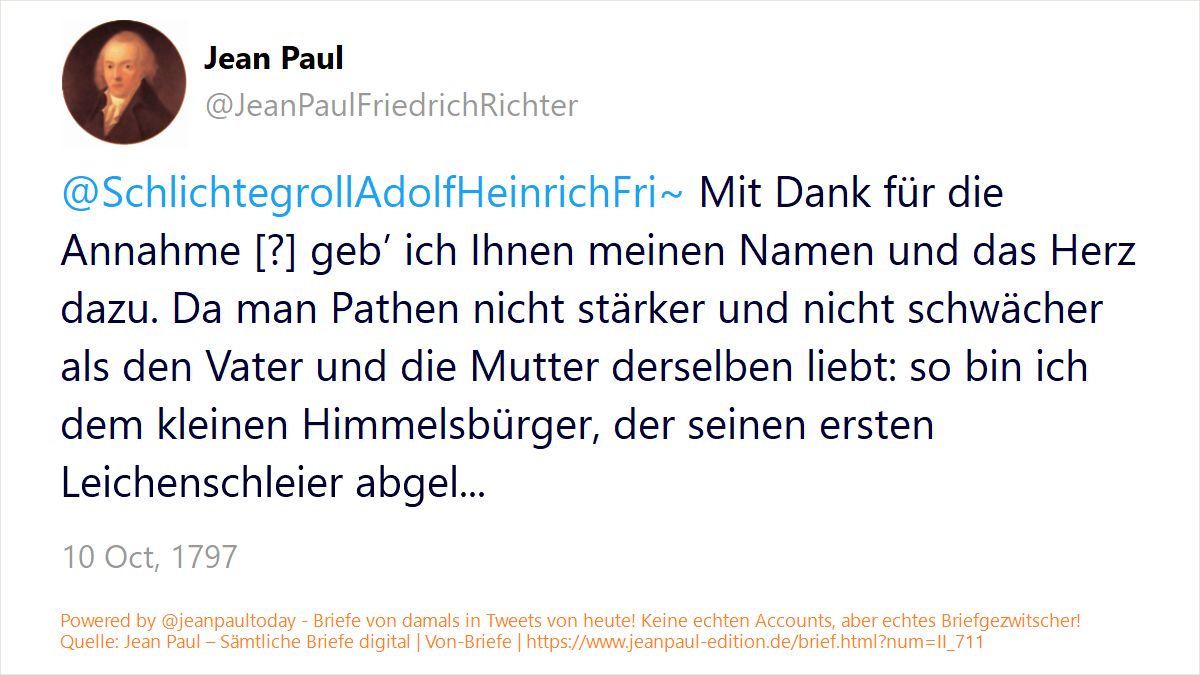 Jean Paul
@JeanPaulFriedrichRichter
@SchlichtegrollAdolfHeinrichFri~ Mit Dank für die
Annahme [?] geb’ ich Ihnen meinen Namen und das Herz
dazu. Da man Pathen nicht stärker und nicht schwächer
als den Vater und die Mutter derselben liebt: so bin ich
dem kleinen Himmelsbürger, der seinen ersten
Leichenschleier abgel...
10 Oct, 1797
Powered by @jeanpaultoday - Briefe von damals in Tweets von heute! Keine echten Accounts, aber echtes Briefgezwitscher!
Quelle: Jean Paul – Sämtliche Briefe digital | Von-Briefe | https://www.jeanpaul-edition.de/brief.html?num=II_711